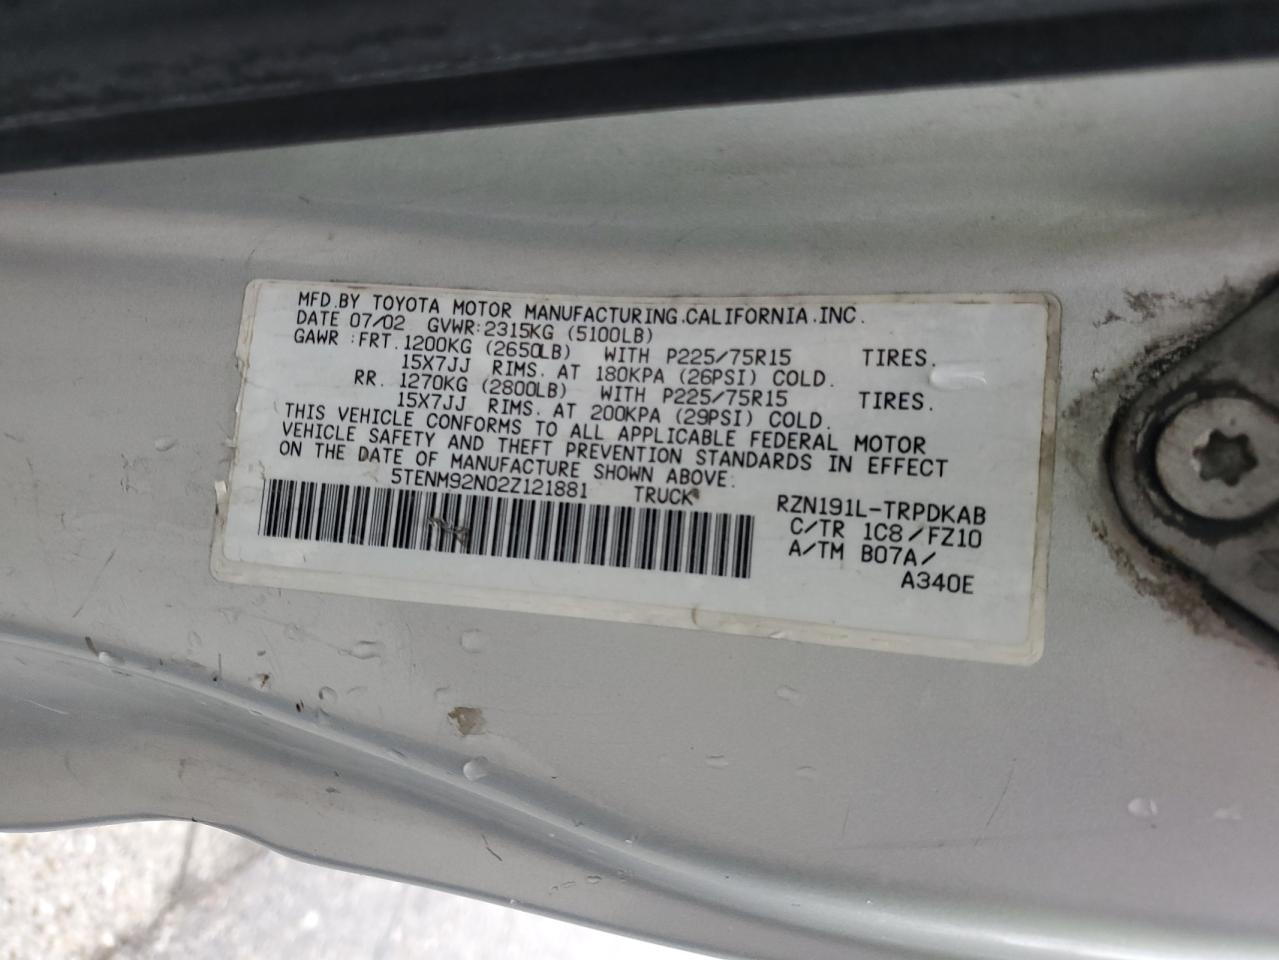 MFD.BY TOYOTA MOTOR MANUFACTURING.CALIFORNIA.INC.
DATE 07/02 GVWR:2315KG (5100LB)
GAWR :FRT.1200KG (2650LB) WITH P225/75R15 TIRES.
15X7JJ RIMS. AT 180KPA (26PSI) COLD.
RR. 1270KG (2800LB) WITH P225/75R15 TIRES.
15X7JJ RIMS. AT 200KPA (29PSI) COLD.
THIS VEHICLE CONFORMS TO ALL APPLICABLE FEDERAL MOTOR
VEHICLE SAFETY AND THEFT PREVENTION STANDARDS IN EFFECT
ON THE DATE OF MANUFACTURE SHOWN ABOVE.
5TENM92N02Z121881 TRUCK
RZN191L-TRPDKAB
C/TR 1C8/FZ10
A/TM B07A/
A340E